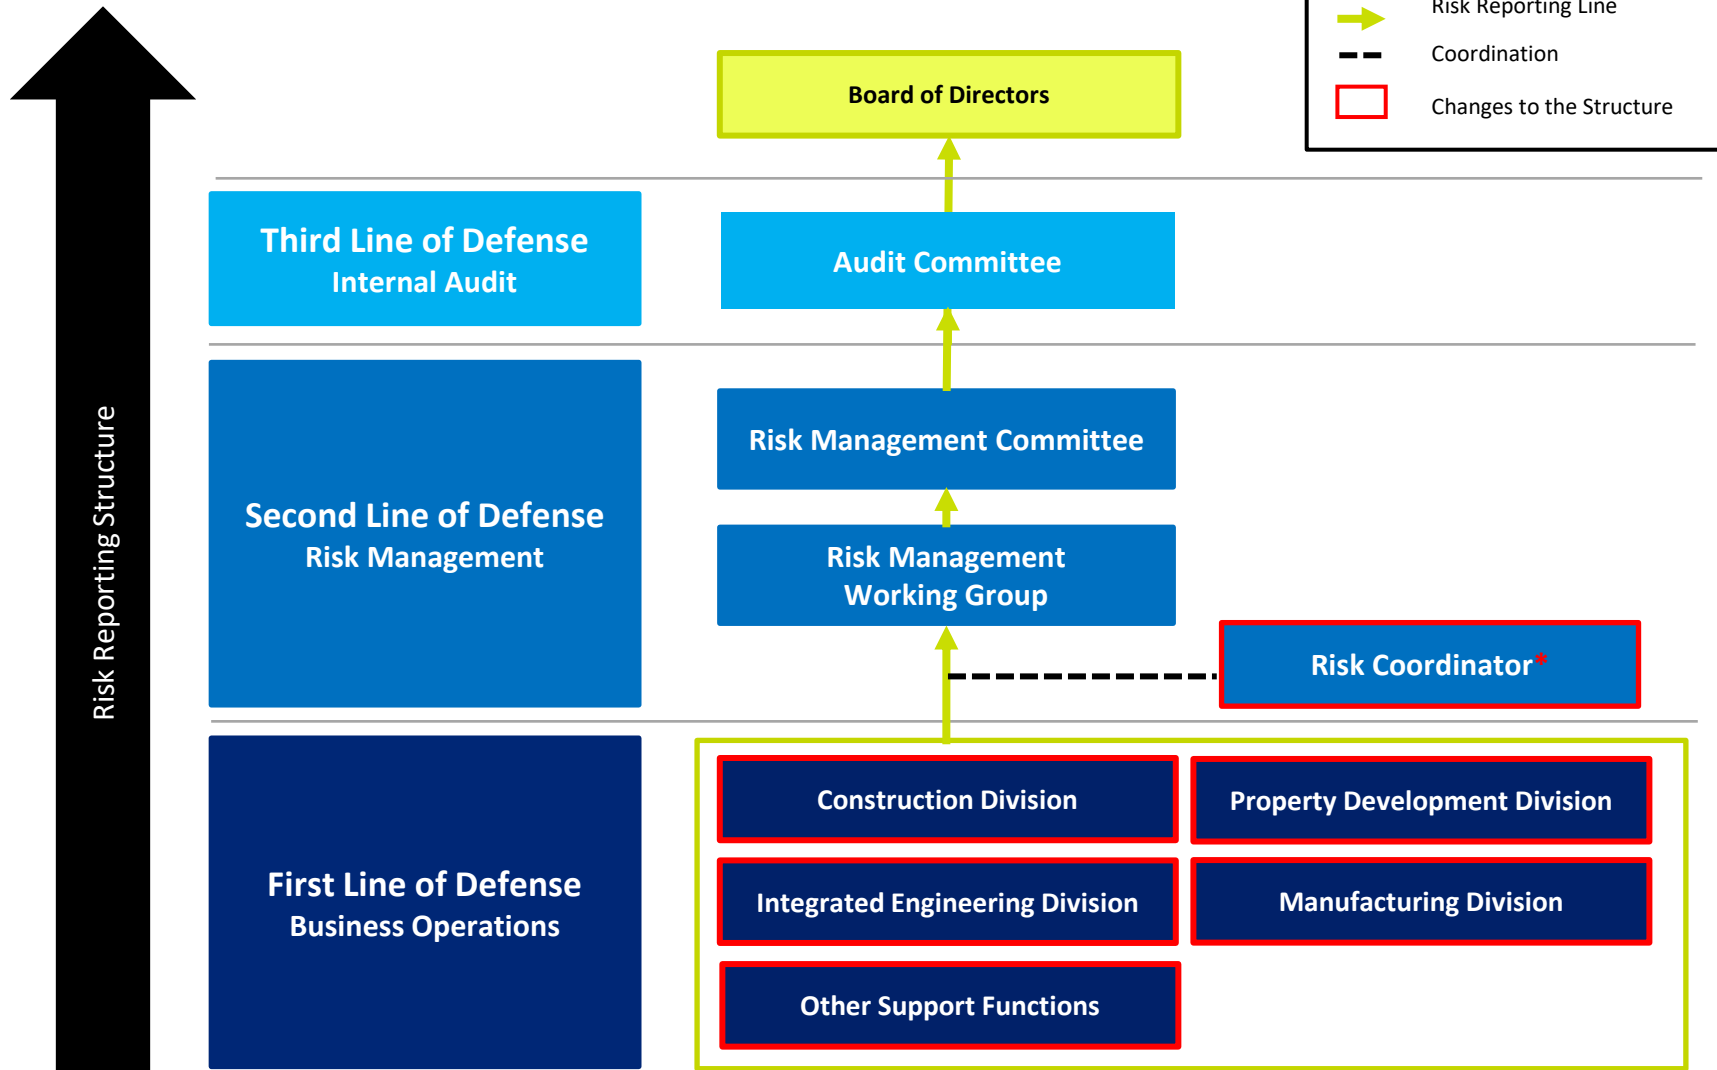 Risk Reporting Line
Coordination
Changes to the Structure
Board of Directors
Third Line of Defense
Internal Audit
Audit Committee
Risk Reporting Structure
Second Line of Defense
Risk Management
Risk Management Committee
Risk Management
Working Group
Risk Coordinator*
First Line of Defense
Business Operations
Construction Division
Property Development Division
Integrated Engineering Division
Manufacturing Division
Other Support Functions